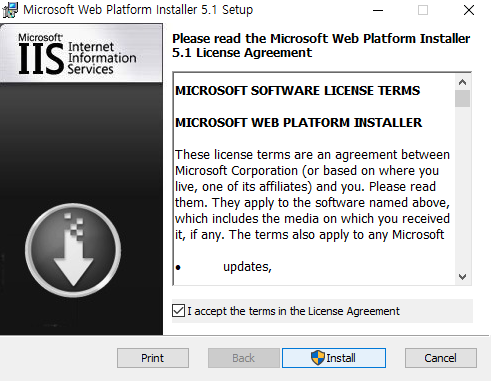 Microsoft Web Platform Installer 5.1 Setup
Microsoft®
IIS Internet
Information
Services
Please read the Microsoft Web Platform Installer
5.1 License Agreement
MICROSOFT SOFTWARE LICENSE TERMS
MICROSOFT WEB PLATFORM INSTALLER
These license terms are an agreement between
Microsoft Corporation (or based on where you
live, one of its affiliates) and you. Please read
them. They apply to the software named above,
which includes the media on which you received
it, if any. The terms also apply to any Microsoft
• updates,
I accept the terms in the License Agreement
Print
Back
Install
Cancel